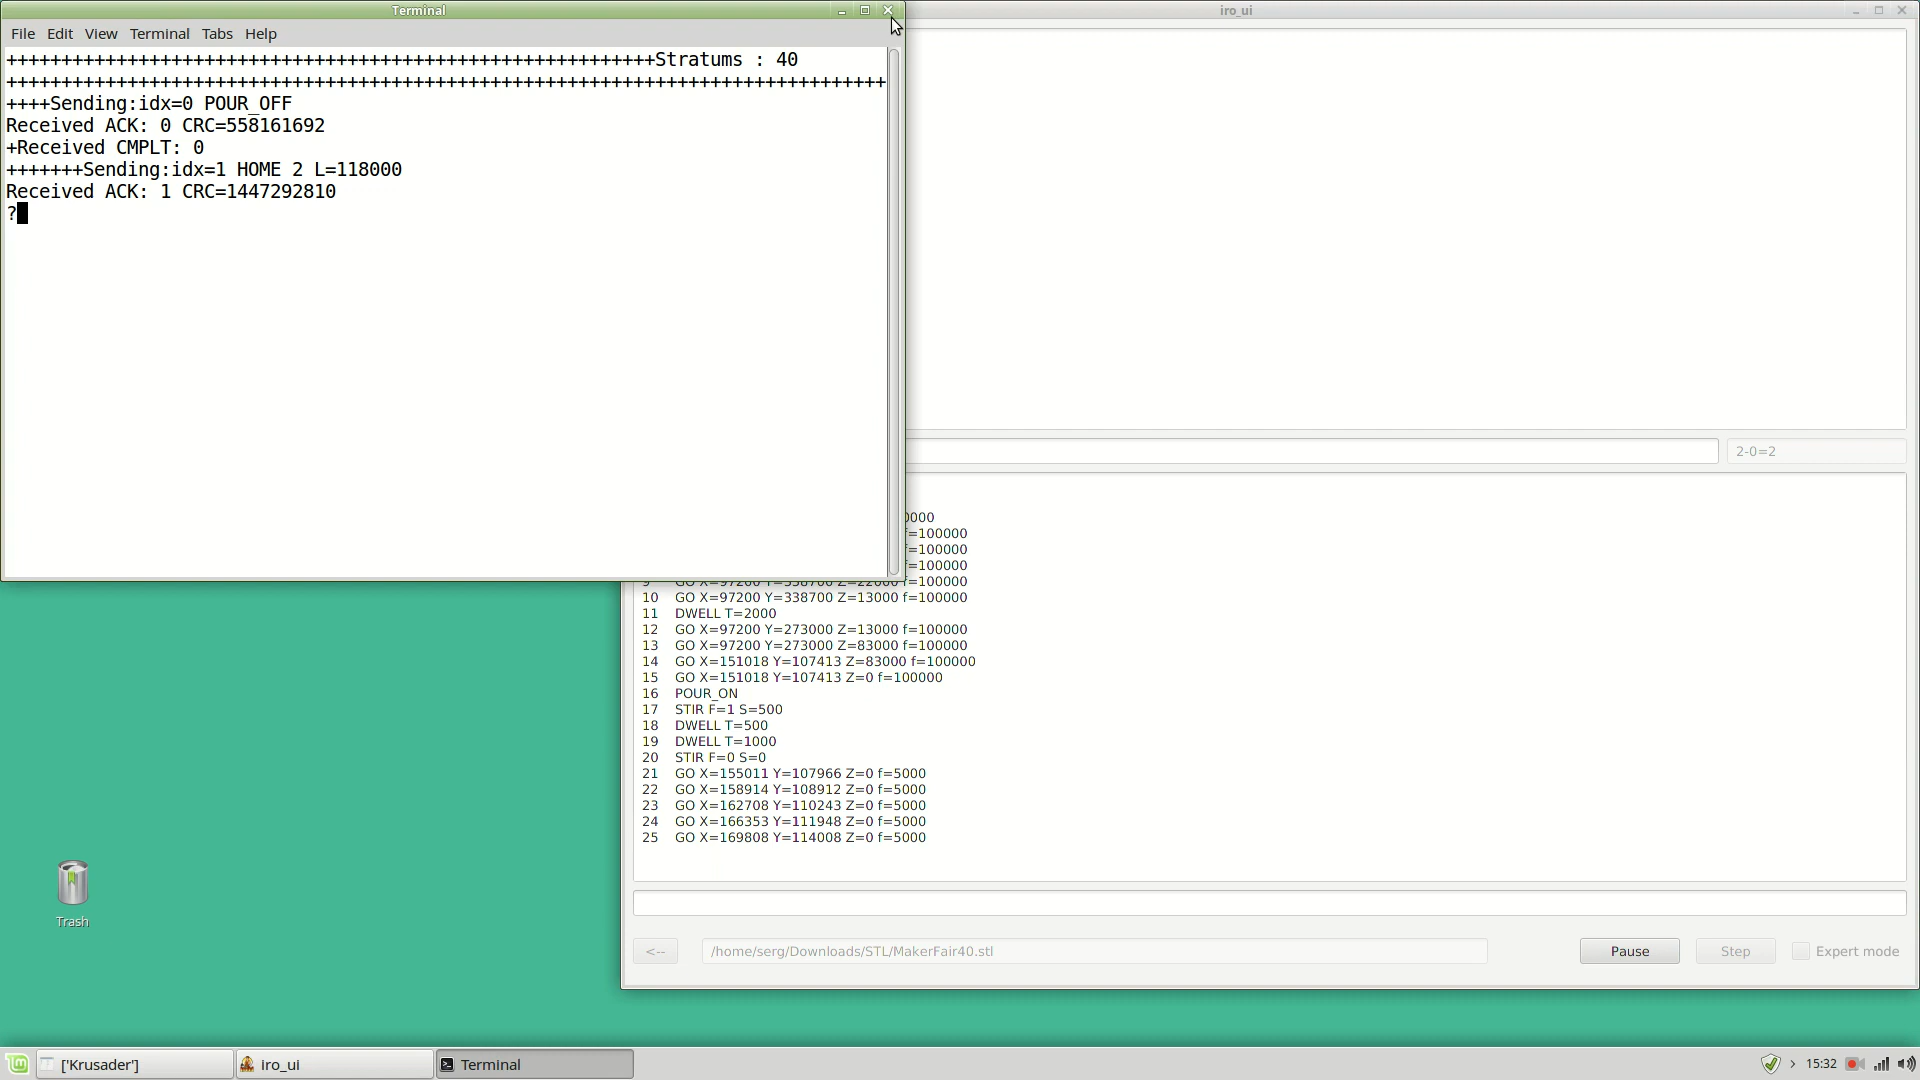 Terminal
iro_ui
File Edit View Terminal Tabs Help
+++++++++++++++++++++++++++++++++++++++++++++++++++++++++++Stratums : 40
++++++++++++++++++++++++++++++++++++++++++++++++++++++++++++++++++++++++++++++++
++++Sending:idx=0 POUR_OFF
Received ACK: 0 CRC=558161692
+Received CMPLT: 0
+++++++Sending:idx=1 HOME 2 L=118000
Received ACK: 1 CRC=1447292810
?
2-0=2
0000
f=100000
f=100000
f=100000
9 GO X=97200 Y=338700 Z=22000 f=100000
10 GO X=97200 Y=338700 Z=13000 f=100000
11 DWELL T=2000
12 GO X=97200 Y=273000 Z=13000 f=100000
13 GO X=97200 Y=273000 Z=83000 f=100000
14 GO X=151018 Y=107413 Z=83000 f=100000
15 GO X=151018 Y=107413 Z=0 f=100000
16 POUR_ON
17 STIR F=1 S=500
18 DWELL T=500
19 DWELL T=1000
20 STIR F=0 S=0
21 GO X=155011 Y=107966 Z=0 f=5000
22 GO X=158914 Y=108912 Z=0 f=5000
23 GO X=162708 Y=110243 Z=0 f=5000
24 GO X=166353 Y=111948 Z=0 f=5000
25 GO X=169808 Y=114008 Z=0 f=5000
Trash
<-- /home/serg/Downloads/STL/MakerFair40.stl Pause Step Expert mode
['Krusader'] iro_ui Terminal 15:32